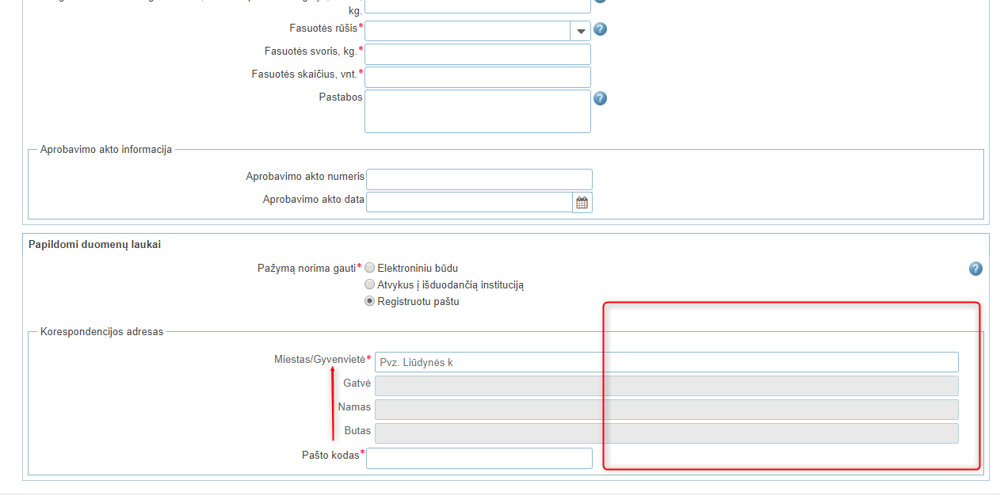 kg.
Fasuotės rūšis*
?
Fasuotės svoris, kg.*
Fasuotės skaičius, vnt.*
Pastabos
?
Aprobavimo akto informacija
Aprobavimo akto numeris
Aprobavimo akto data
Papildomi duomenų laukai
Pažymą norima gauti* Elektroniniu būdu
?
Atvykus į išduodančią instituciją
Registruotu paštu
Korespondencijos adresas
Miestas/Gyvenvietė* Pvz. Liūdynės k
Gatvė
Namas
Butas
Pašto kodas*